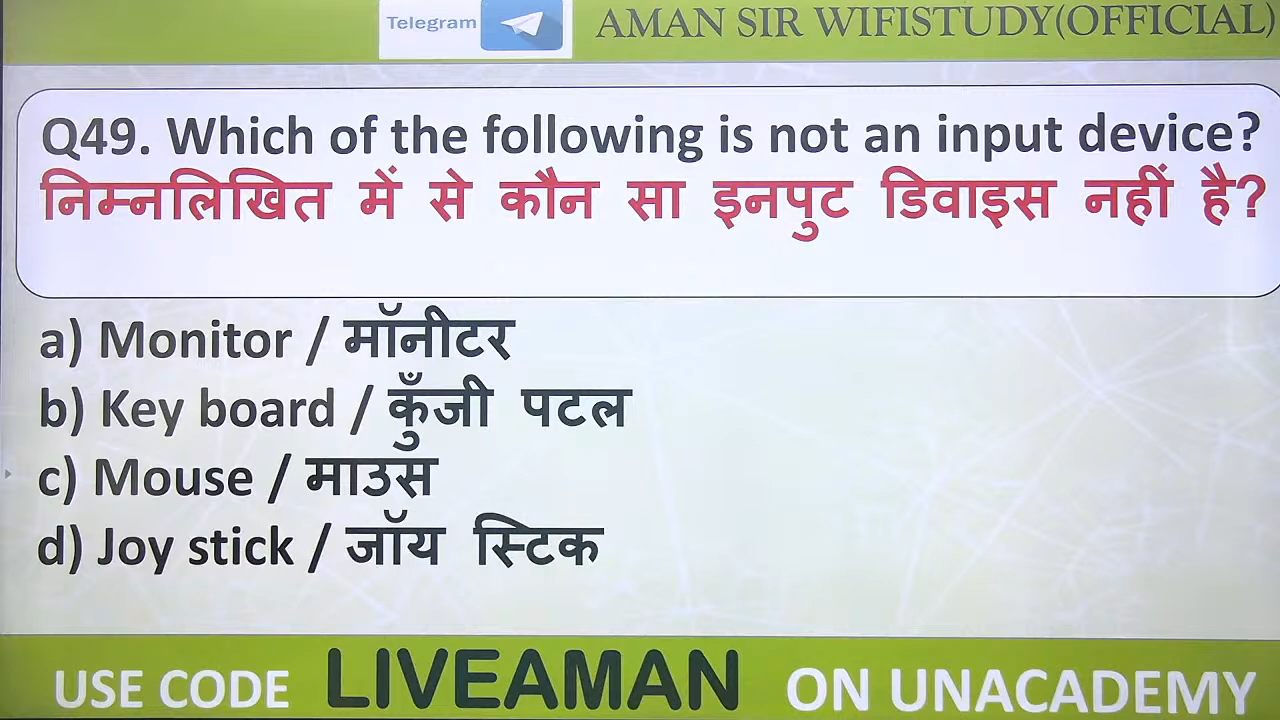 Telegram
AMAN SIR WIFISTUDY(OFFICIAL)
Q49. Which of the following is not an input device?
निम्नलिखित में से कौन सा इनपुट डिवाइस नहीं है?
a) Monitor / मॉनीटर
b) Key board / कुँजी पटल
c) Mouse / माउस
d) Joy stick / जॉय स्टिक
USE CODE LIVEAMAN ON UNACADEMY